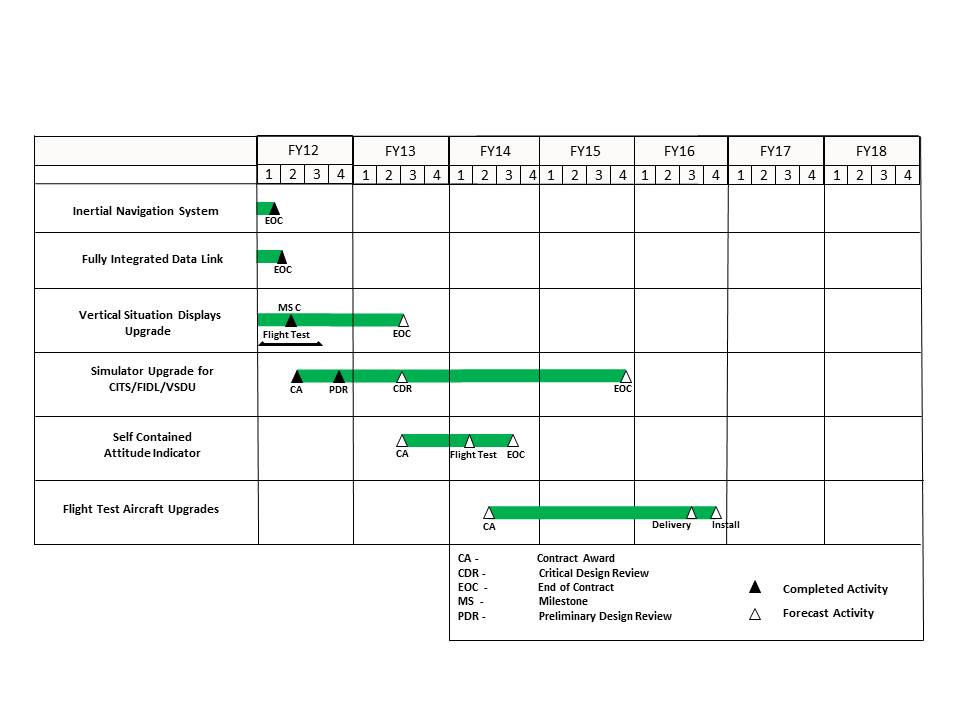 FY12 FY13 FY14 FY15 FY16 FY17 FY18
1 2 3 4 1 2 3 4 1 2 3 4 1 2 3 4 1 2 3 4 1 2 3 4 1 2 3 4
Inertial Navigation System
EOC
Fully Integrated Data Link
EOC
Vertical Situation Displays
Upgrade
MS C
Flight Test
EOC
Simulator Upgrade for
CITS/FIDL/VSDU
CA PDR CDR EOC
Self Contained
Attitude Indicator
CA Flight Test EOC
Flight Test Aircraft Upgrades
CA Delivery Install
CA - Contract Award
CDR - Critical Design Review
EOC - End of Contract
MS - Milestone
PDR - Preliminary Design Review
Completed Activity
Forecast Activity